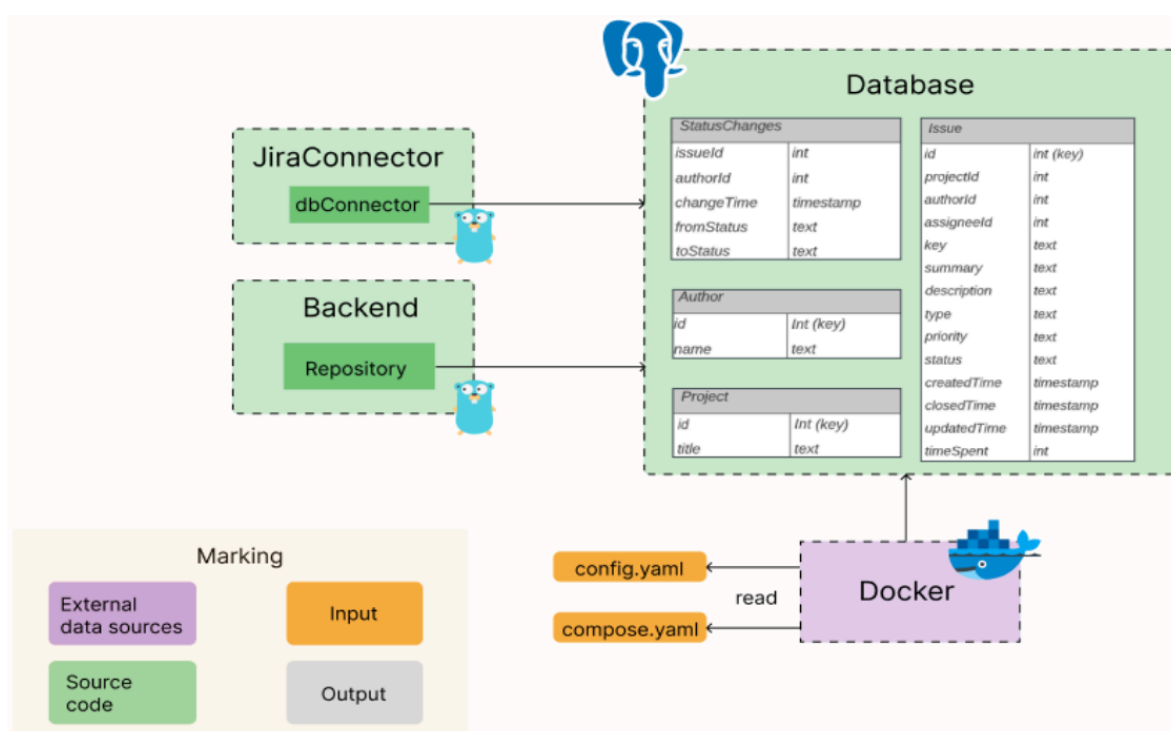 Database
JiraConnector
dbConnector
Backend
Repository
StatusChanges
issueId int
authorId int
changeTime timestamp
fromStatus text
toStatus text
Author
id Int (key)
name text
Project
id Int (key)
title text
Issue
id int (key)
projectId int
authorId int
assigneeId int
key text
summary text
description text
type text
priority text
status text
createdTime timestamp
closedTime timestamp
updatedTime timestamp
timeSpent int
config.yaml
read
compose.yaml
Docker
Marking
External
data sources
Input
Source
code
Output